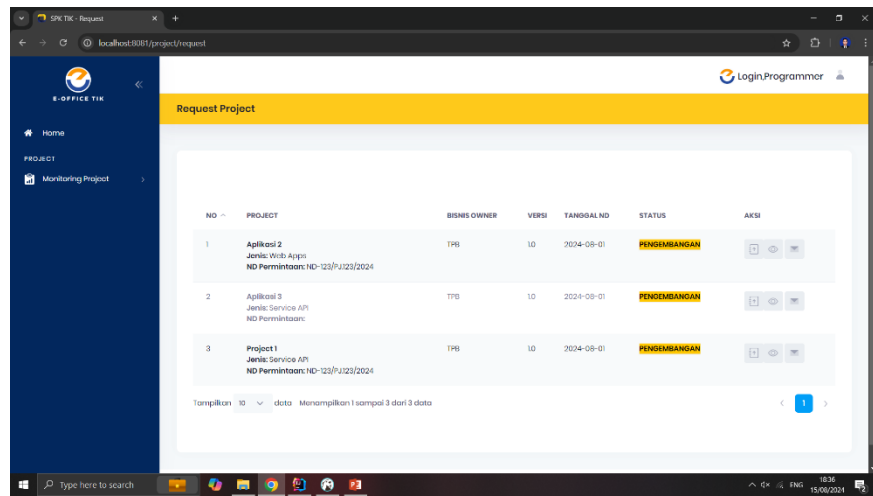 SPK TIK - Request
localhost:8081/project/request
E-OFFICE TIK
Login,Programmer
Request Project
Home
PROJECT
Monitoring Project
NO PROJECT BISNIS OWNER VERSI TANGGAL ND STATUS AKSI
1 Aplikasi 2 TPB 1.0 2024-08-01 PENGEMBANGAN
Jenis: Web Apps
ND Permintaan: ND-123/PJ.123/2024
2 Aplikasi 3 TPB 1.0 2024-08-01 PENGEMBANGAN
Jenis: Service API
ND Permintaan:
3 Project 1 TPB 1.0 2024-08-01 PENGEMBANGAN
Jenis: Service API
ND Permintaan: ND-123/PJ.123/2024
Tampilkan 10 data Menampilkan 1 sampai 3 dari 3 data
1
Type here to search
ENG
18:36
15/08/2024
2